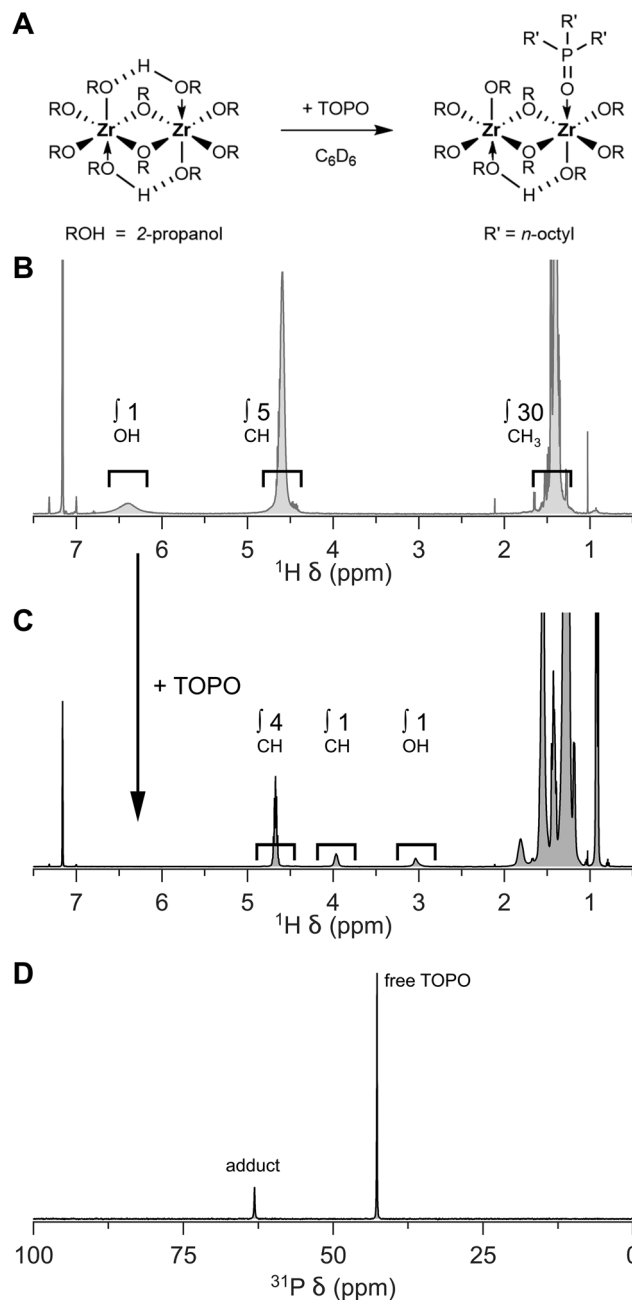 A
R'
R' R'
P
H
O
RO OR
OR
RO R OR
O
Zr Zr
RO O OR
R
RO OR
H
+ TOPO
C6D6
RO R OR
O
Zr Zr
RO O OR
R
RO OR
H
ROH = 2-propanol
R' = n-octyl
B
∫ 1
OH
∫ 5
CH
∫ 30
CH3
7 6 5 4 3 2 1
1H δ (ppm)
C
+ TOPO
∫ 4
CH
∫ 1
CH
∫ 1
OH
7 6 5 4 3 2 1
1H δ (ppm)
D
free TOPO
adduct
100 75 50 25
31P δ (ppm)